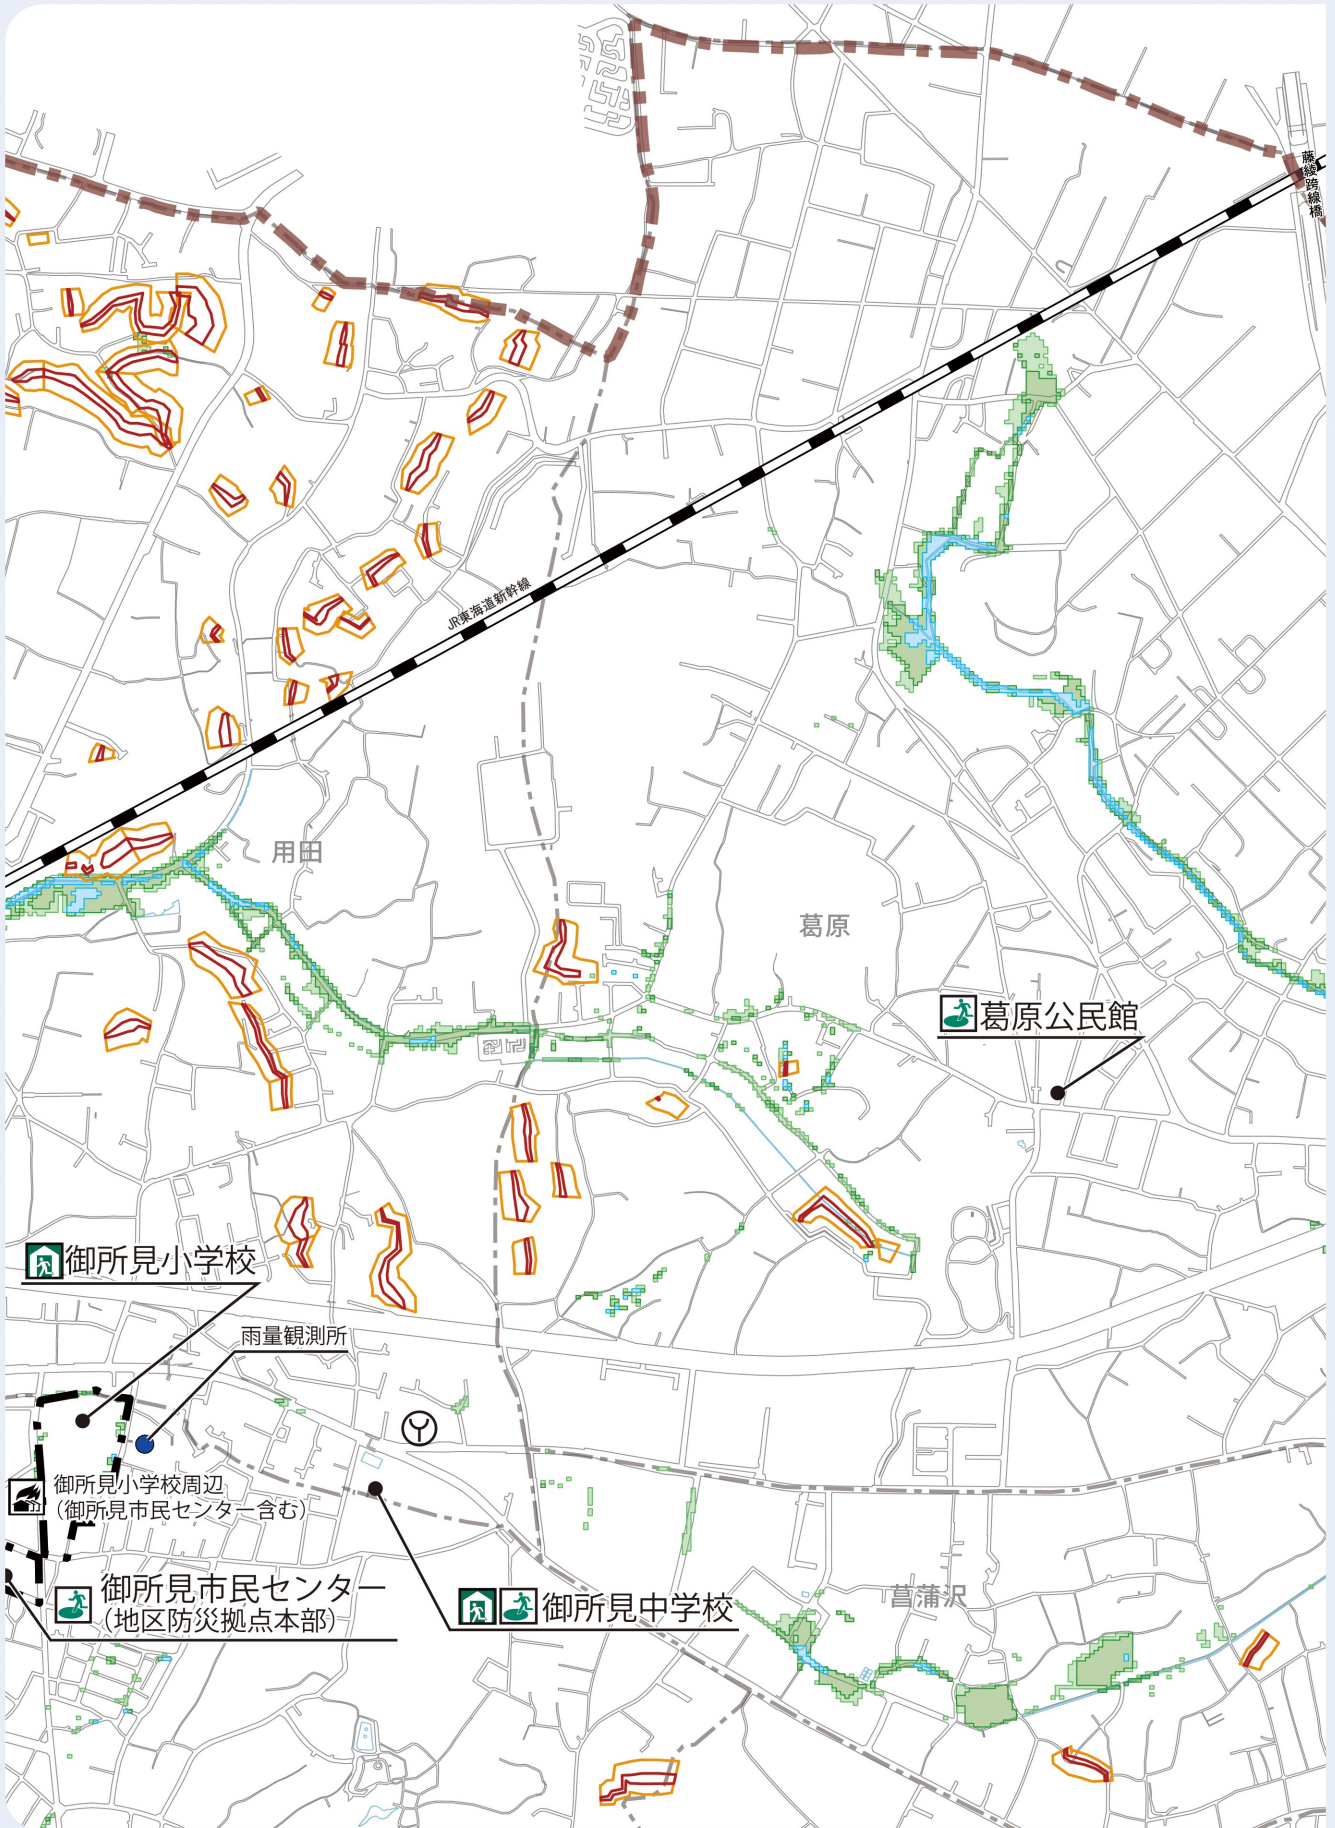 藤綾跨線橋
JR東海道新幹線
用田
葛原
葛原公民館
御所見小学校
雨量観測所
御所見小学校周辺
(御所見市民センター含む)
御所見市民センター
(地区防災拠点本部)
御所見中学校
菖蒲沢